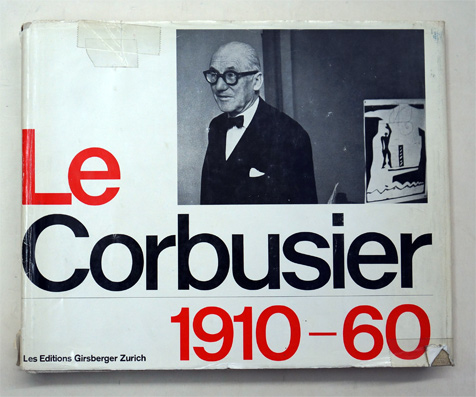 Le
Corbusier
1910–60
Les Editions Girsberger Zurich